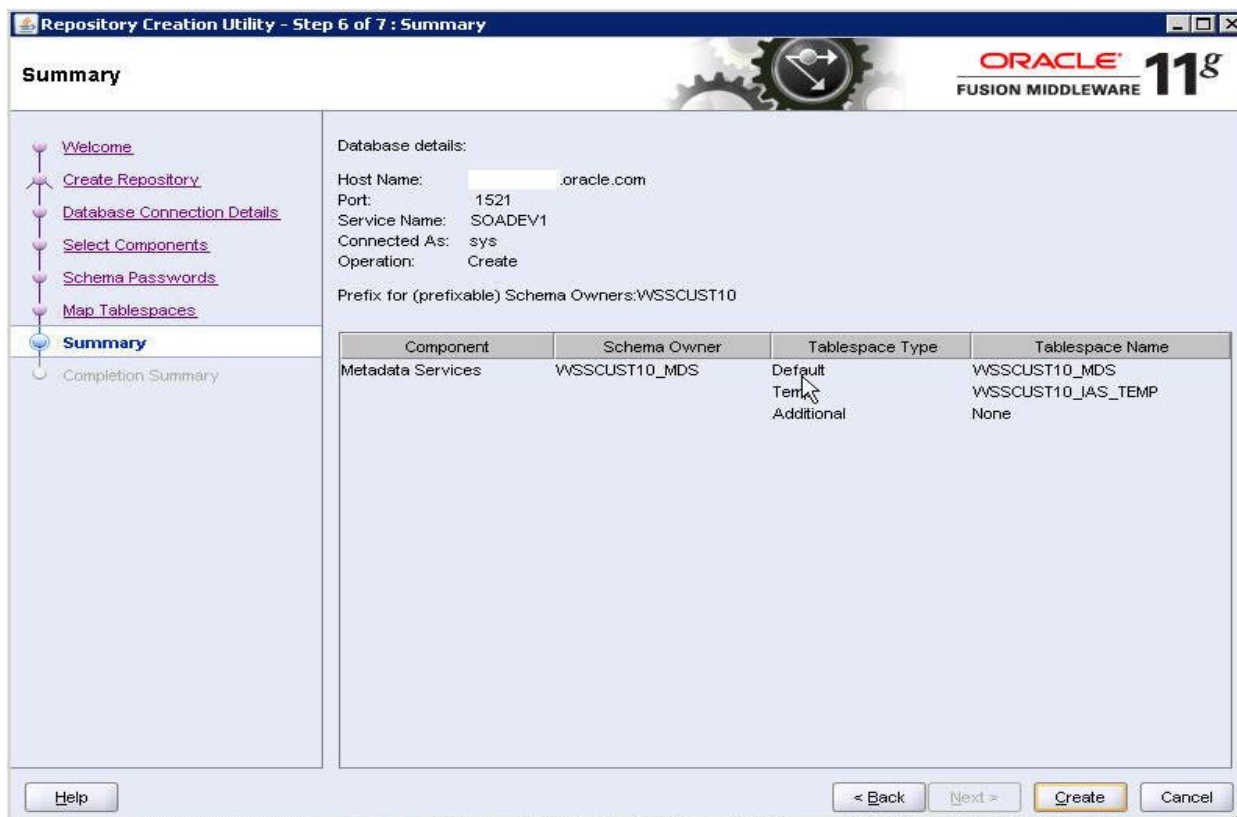 Repository Creation Utility - Step 6 of 7 : Summary
Summary
ORACLE
FUSION MIDDLEWARE 11g
Welcome
Create Repository
Database Connection Details
Select Components
Schema Passwords
Map Tablespaces
Summary
Completion Summary
Database details:
Host Name: .oracle.com
Port: 1521
Service Name: SOADEV1
Connected As: sys
Operation: Create
Prefix for (prefixable) Schema Owners:WSSCUST10
Component Schema Owner Tablespace Type Tablespace Name
Metadata Services WSSCUST10_MDS Default WSSCUST10_MDS
Temp WSSCUST10_IAS_TEMP
Additional None
Help < Back Next > Create Cancel